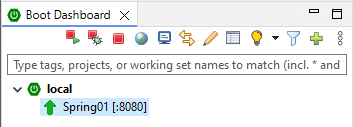 Boot Dashboard
Type tags, projects, or working set names to match (incl. * and
local
Spring01 [:8080]